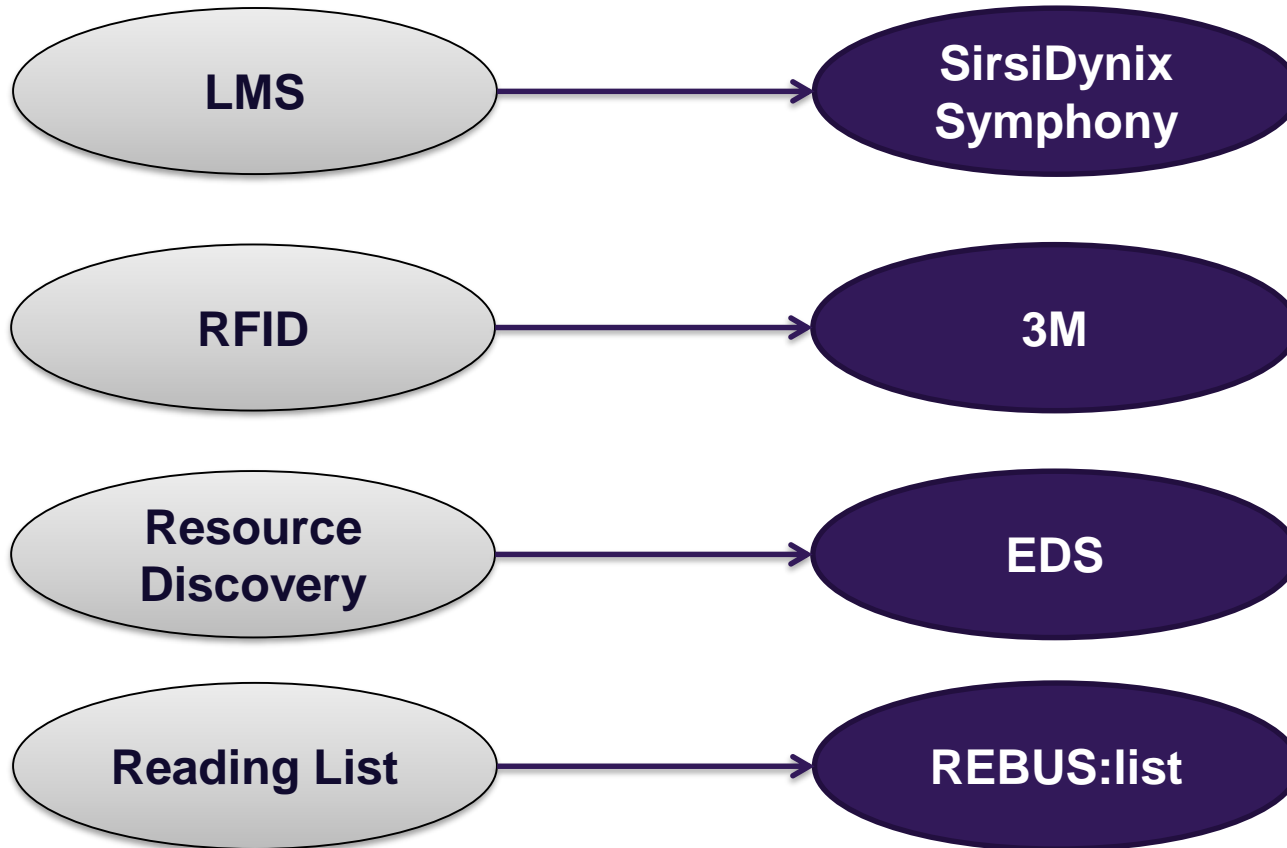 LMS
SirsiDynix
Symphony
RFID
3M
Resource
Discovery
EDS
Reading List
REBUS:list